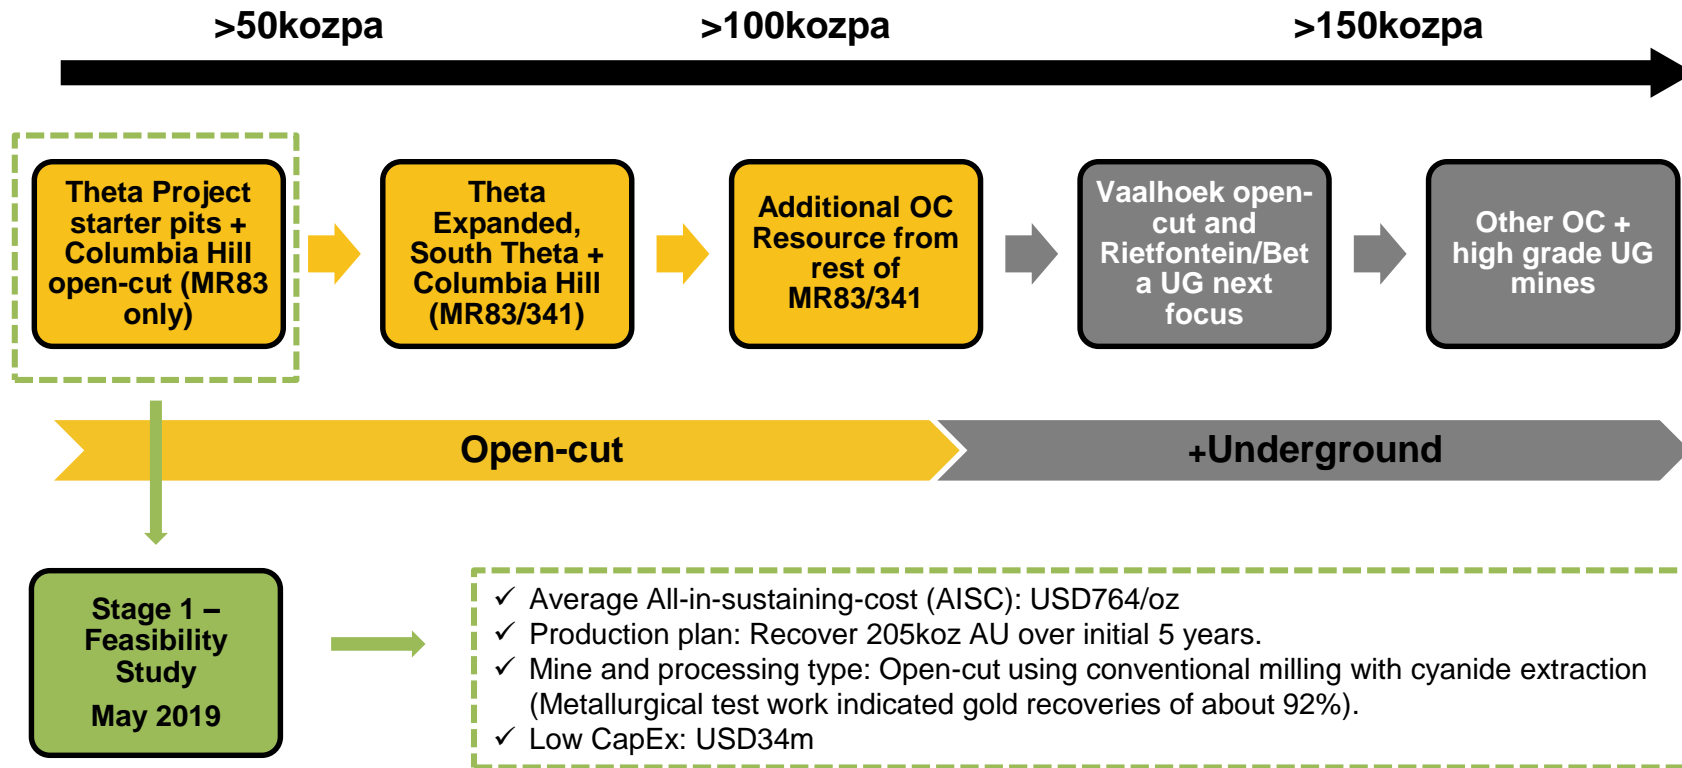 >50kozpa
>100kozpa
>150kozpa
Theta Project
starter pits +
Columbia Hill
open-cut (MR83
only)
Theta
Expanded,
South Theta +
Columbia Hill
(MR83/341)
Additional OC
Resource from
rest of
MR83/341
Vaalhoek open-
cut and
Rietfontein/Bet
a UG next
focus
Other OC +
high grade UG
mines
Open-cut
+Underground
Stage 1 –
Feasibility
Study
May 2019
✓ Average All-in-sustaining-cost (AISC): USD764/oz
✓ Production plan: Recover 205koz AU over initial 5 years.
✓ Mine and processing type: Open-cut using conventional milling with cyanide extraction
(Metallurgical test work indicated gold recoveries of about 92%).
✓ Low CapEx: USD34m